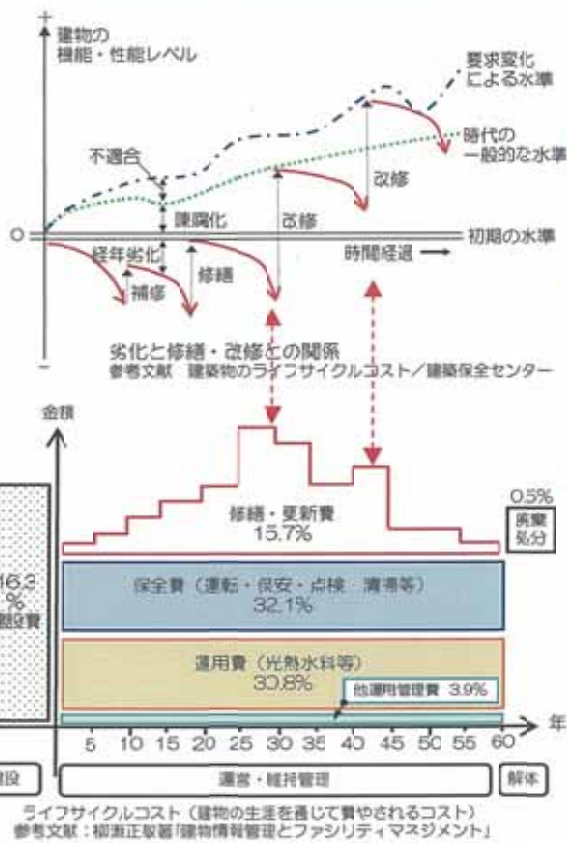 +
建物の
機能・性能レベル
要求変化
による水準
時代の
一般的な水準
不適合
改修
陳腐化
改修
O
初期の水準
経年劣化
時間経過
補修
修繕
-
劣化と修繕・改修との関係
参考文献 建築物のライフサイクルコスト/建築保全センター
金額
修繕・更新費
15.7%
0.5%
廃棄
処分
16.3
%
建設費
保全費（運転・保安・点検・清掃等）
32.1%
運用費（光熱水料等）
30.8%
他運用管理費 3.9%
5 10 15 20 25 30 35 40 45 50 55 60 年
設
運営・維持管理
解体
ライフサイクルコスト（建物の生涯を通じて費やされるコスト）
参考文献：柳瀬正敏著「建物情報管理とファシリティマネジメント」